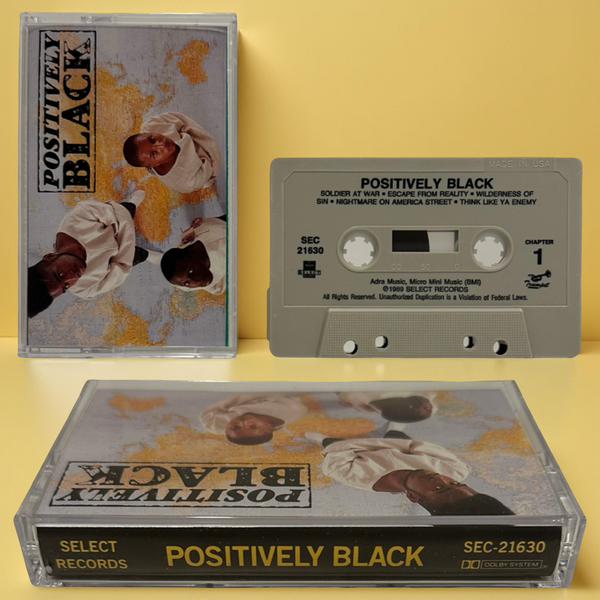 POSITIVELY
BLACK
MADE IN USA
POSITIVELY BLACK
SOLDIER AT WAR • ESCAPE FROM REALITY • WILDERNESS OF
SIN • NIGHTMARE ON AMERICA STREET • THINK LIKE YA ENEMY
SEC
21630
CHAPTER
1
Adra Music, Micro Mini Music (BMI)
©1989 SELECT RECORDS
All Rights Reserved. Unauthorized Duplication is a Violation of Federal Laws.
POSITIVELY
BLACK
SELECT
RECORDS
POSITIVELY BLACK
SEC-21630
DOLBY SYSTEM